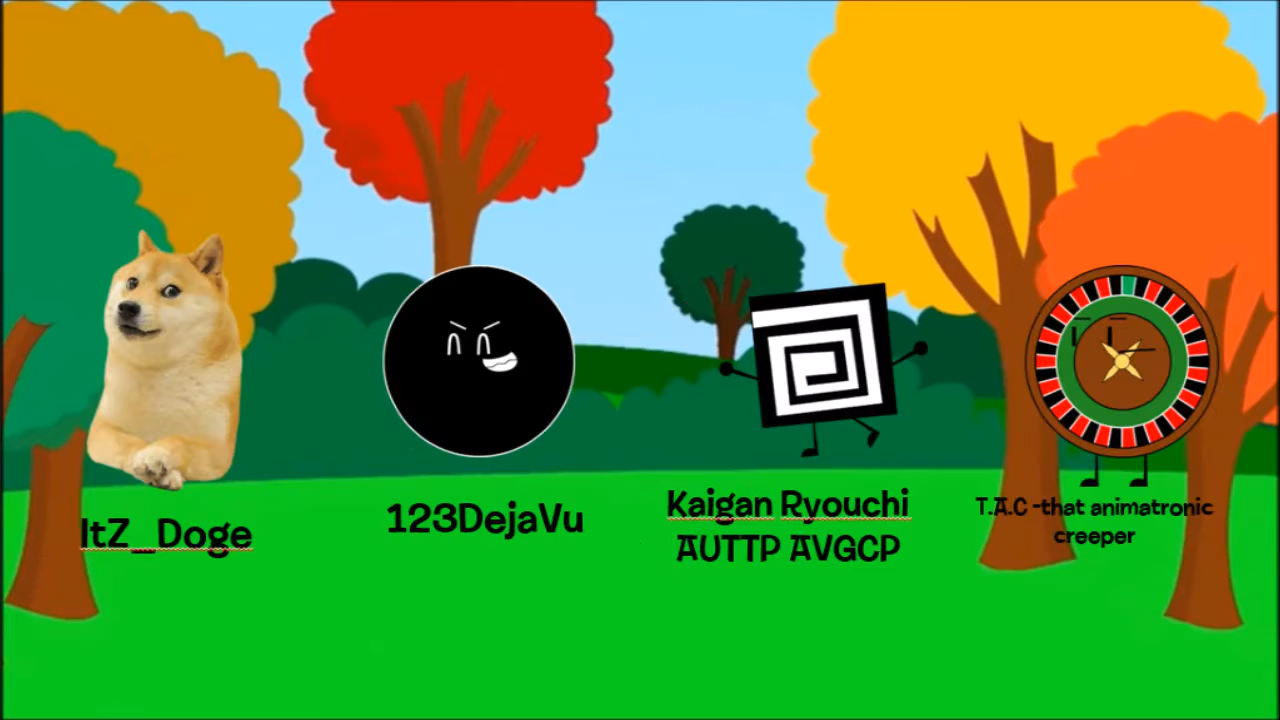 ItZ_Doge
123DejaVu
Kaigan Ryouchi
AUTTP AVGCP
T.A.C -that animatronic
creeper